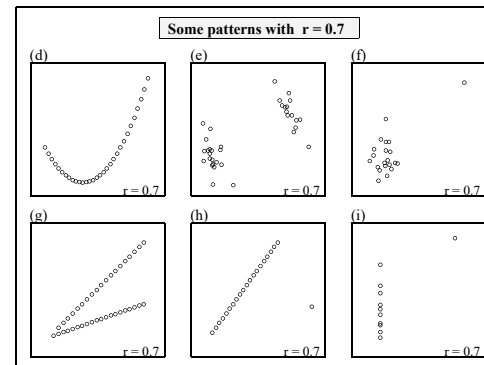 Some patterns with r = 0.7
(d) (e) (f)
r = 0.7 r = 0.7 r = 0.7
(g) (h) (i)
r = 0.7 r = 0.7 r = 0.7